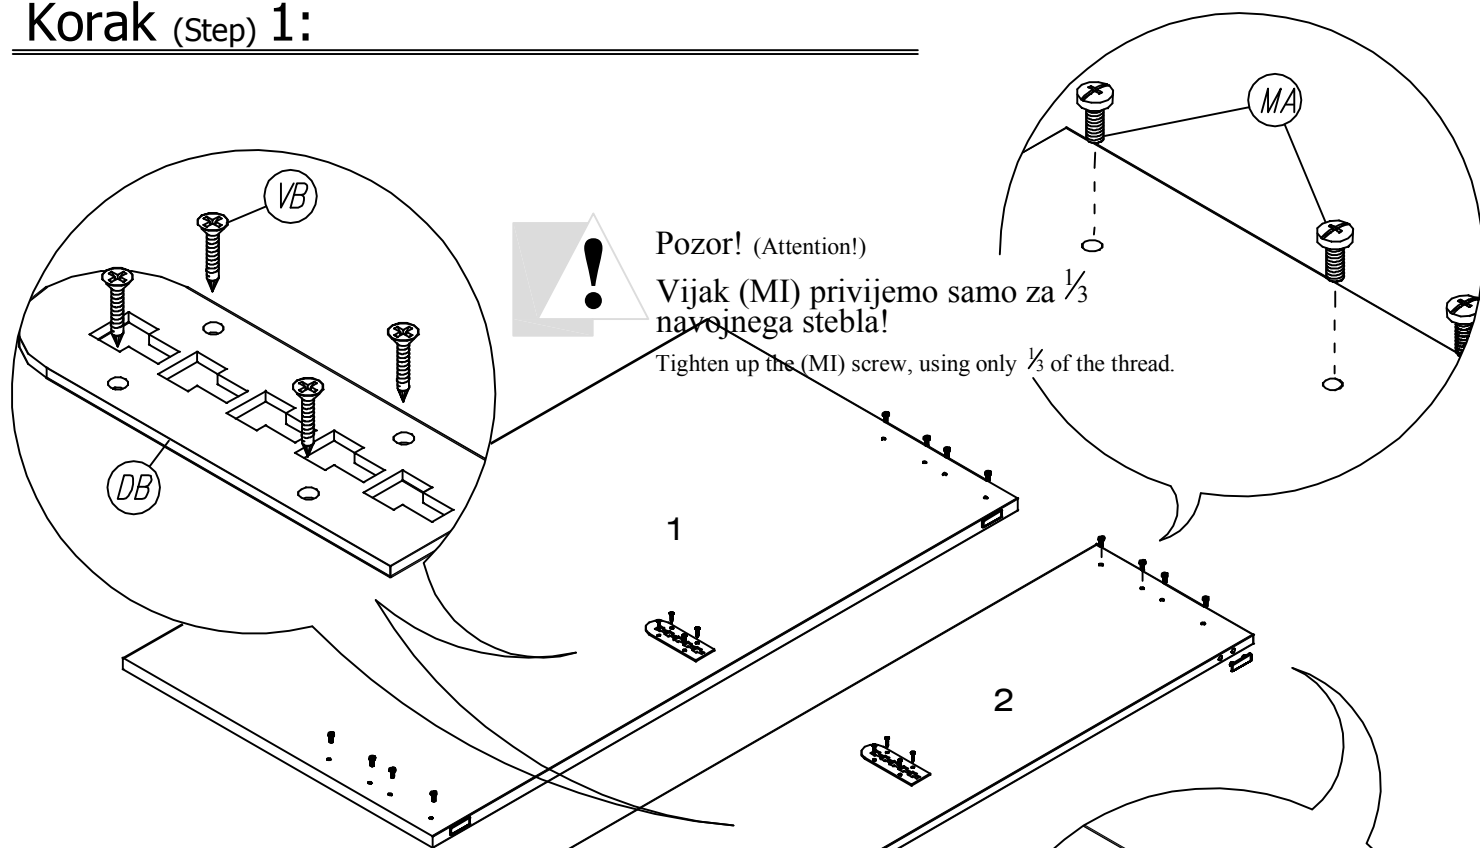 Korak (Step) 1:
MA
VB
! Pozor! (Attention!)
Vijak (MI) privijemo samo za ⅓
navojnega stebla!
Tighten up the (MI) screw, using only ⅓ of the thread.
DB
1
2